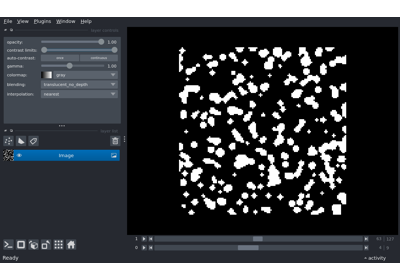 File View Plugins Window Help
opacity: 1.00
contrast limits:
auto-contrast: once continuous
gamma: 1.00
colormap: gray
blending: translucent_no_depth
interpolation: nearest
Image
1
0
Ready activity